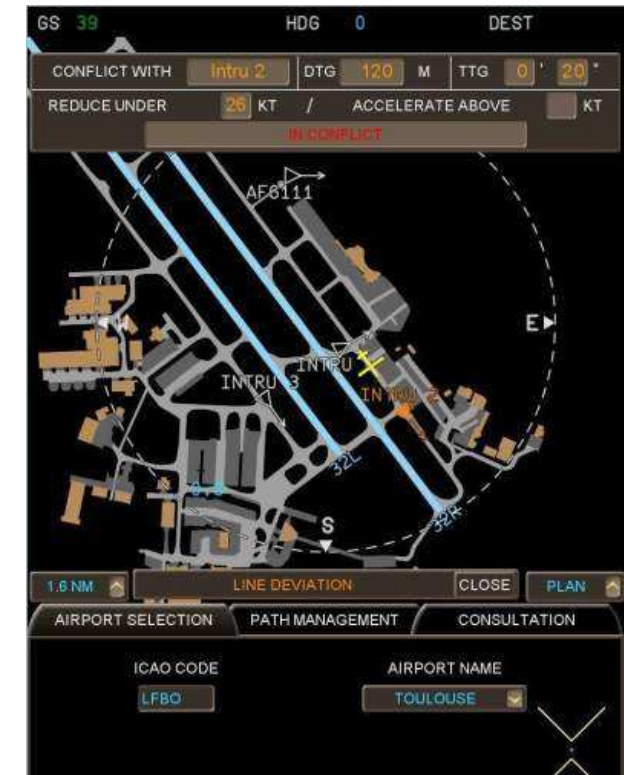 GS 39 HDG 0 DEST
CONFLICT WITH Intru 2 DTG 120 M TTG 0 ' 20 "
REDUCE UNDER 26 KT / ACCELERATE ABOVE KT
IN CONFLICT
AFG111
W E
INTRU
INTRU 3
INTRU 2
32L
32R
S
1.6 NM LINE DEVIATION CLOSE PLAN
AIRPORT SELECTION PATH MANAGEMENT CONSULTATION
ICAO CODE AIRPORT NAME
LFBO TOULOUSE